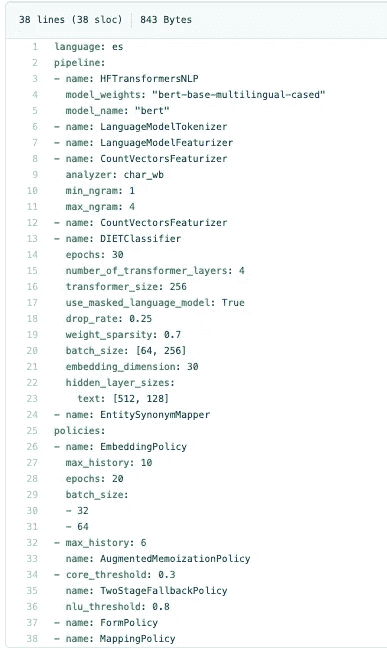 38 lines (38 sloc) 843 Bytes
1 language: es
2 pipeline:
3 - name: HFTransformersNLP
4   model_weights: "bert-base-multilingual-cased"
5   model_name: "bert"
6 - name: LanguageModelTokenizer
7 - name: LanguageModelFeaturizer
8 - name: CountVectorsFeaturizer
9   analyzer: char_wb
10   min_ngram: 1
11   max_ngram: 4
12 - name: CountVectorsFeaturizer
13 - name: DIETClassifier
14   epochs: 30
15   number_of_transformer_layers: 4
16   transformer_size: 256
17   use_masked_language_model: True
18   drop_rate: 0.25
19   weight_sparsity: 0.7
20   batch_size: [64, 256]
21   embedding_dimension: 30
22   hidden_layer_sizes:
23     text: [512, 128]
24 - name: EntitySynonymMapper
25 policies:
26 - name: EmbeddingPolicy
27   max_history: 10
28   epochs: 20
29   batch_size:
30   - 32
31   - 64
32 - max_history: 6
33   name: AugmentedMemoizationPolicy
34 - core_threshold: 0.3
35   name: TwoStageFallbackPolicy
36   nlu_threshold: 0.8
37 - name: FormPolicy
38 - name: MappingPolicy